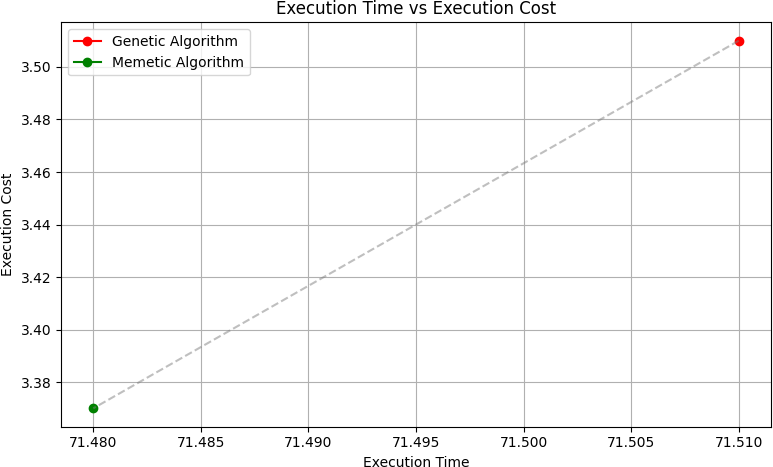 Execution Time vs Execution Cost
Genetic Algorithm
Memetic Algorithm
3.50
3.48
3.46
3.44
3.42
3.40
3.38
Execution Cost
71.480
71.485
71.490
71.495
71.500
71.505
71.510
Execution Time